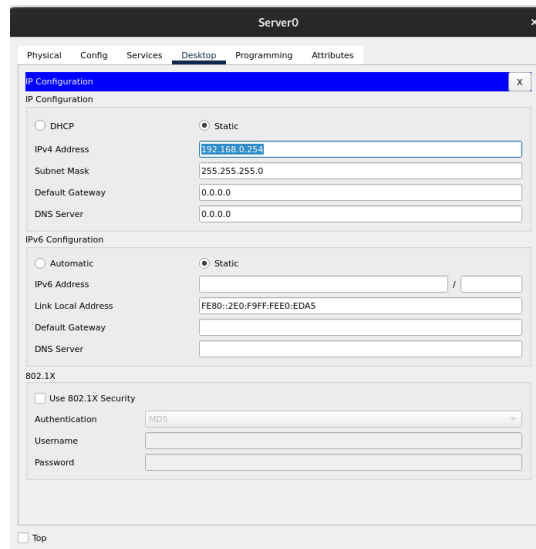 Server0
Physical Config Services Desktop Programming Attributes
IP Configuration X
IP Configuration
DHCP Static
IPv4 Address 192.168.0.254
Subnet Mask 255.255.255.0
Default Gateway 0.0.0.0
DNS Server 0.0.0.0
IPv6 Configuration
Automatic Static
IPv6 Address /
Link Local Address FE80::2E0:F9FF:FEE0:EDA5
Default Gateway
DNS Server
802.1X
Use 802.1X Security
Authentication MD5
Username
Password
Top